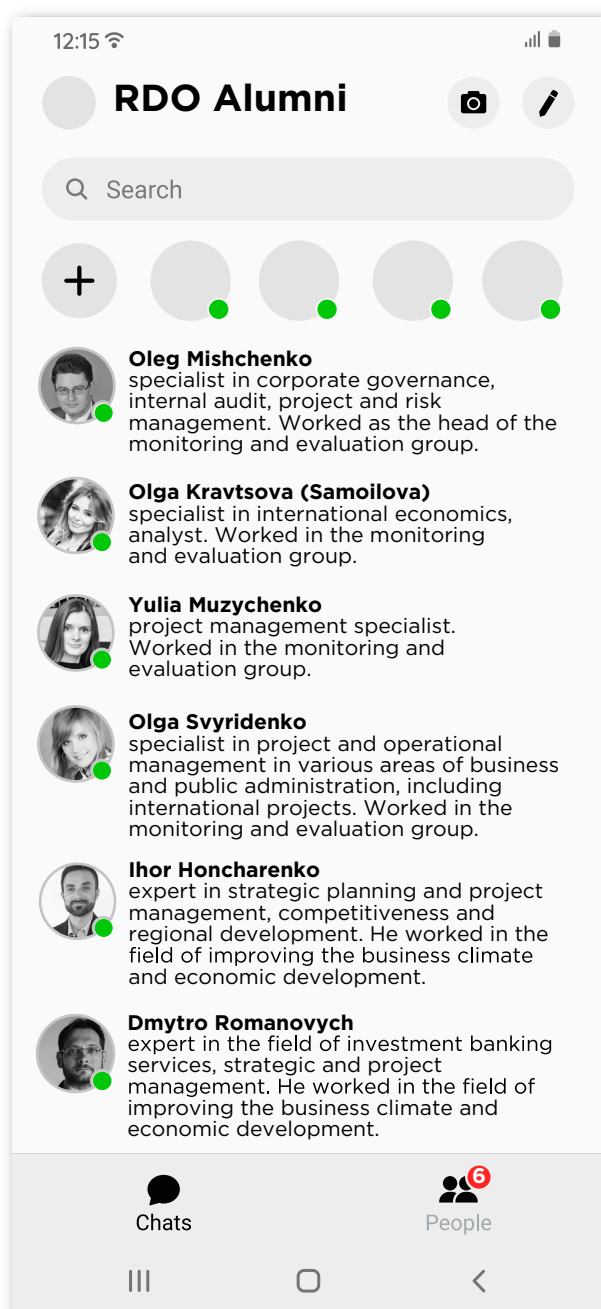 12:15
RDO Alumni
Search
Oleg Mishchenko
specialist in corporate governance,
internal audit, project and risk
management. Worked as the head of the
monitoring and evaluation group.
Olga Kravtsova (Samoilova)
specialist in international economics,
analyst. Worked in the monitoring
and evaluation group.
Yulia Muzychenko
project management specialist.
Worked in the monitoring and
evaluation group.
Olga Svyridenko
specialist in project and operational
management in various areas of business
and public administration, including
international projects. Worked in the
monitoring and evaluation group.
Ihor Honcharenko
expert in strategic planning and project
management, competitiveness and
regional development. He worked in the
field of improving the business climate
and economic development.
Dmytro Romanovych
expert in the field of investment banking
services, strategic and project
management. He worked in the field of
improving the business climate and
economic development.
6
Chats
People